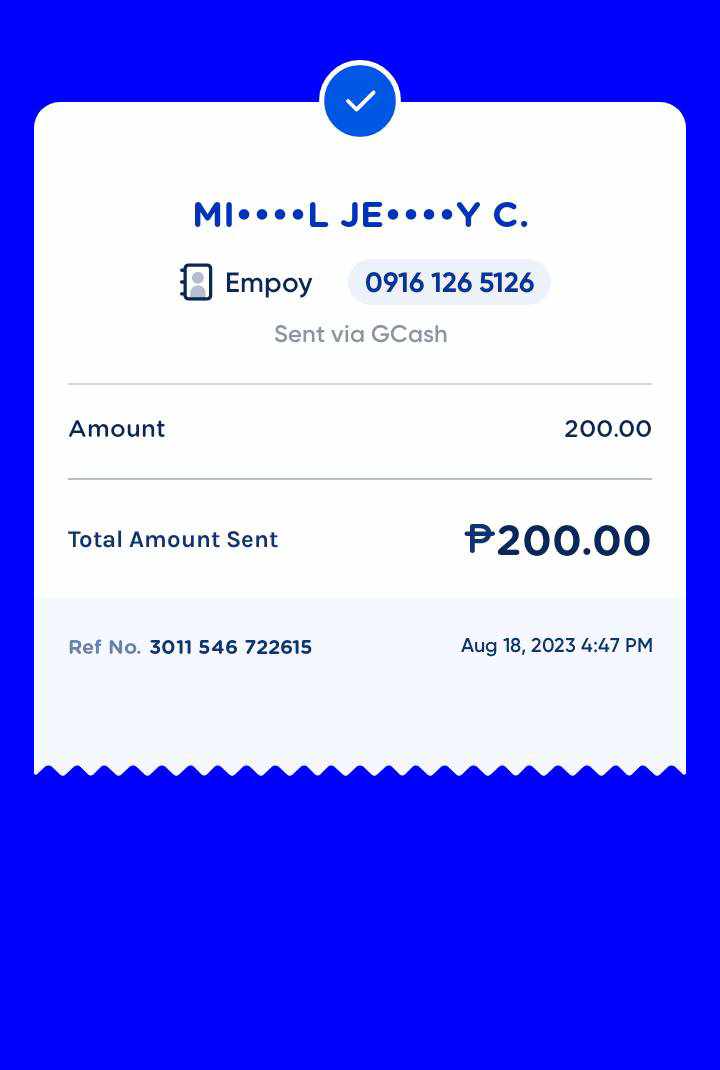 MI••••L JE••••Y C.
Empoy 0916 126 5126
Sent via GCash
Amount 200.00
Total Amount Sent ₱200.00
Ref No. 3011 546 722615 Aug 18, 2023 4:47 PM